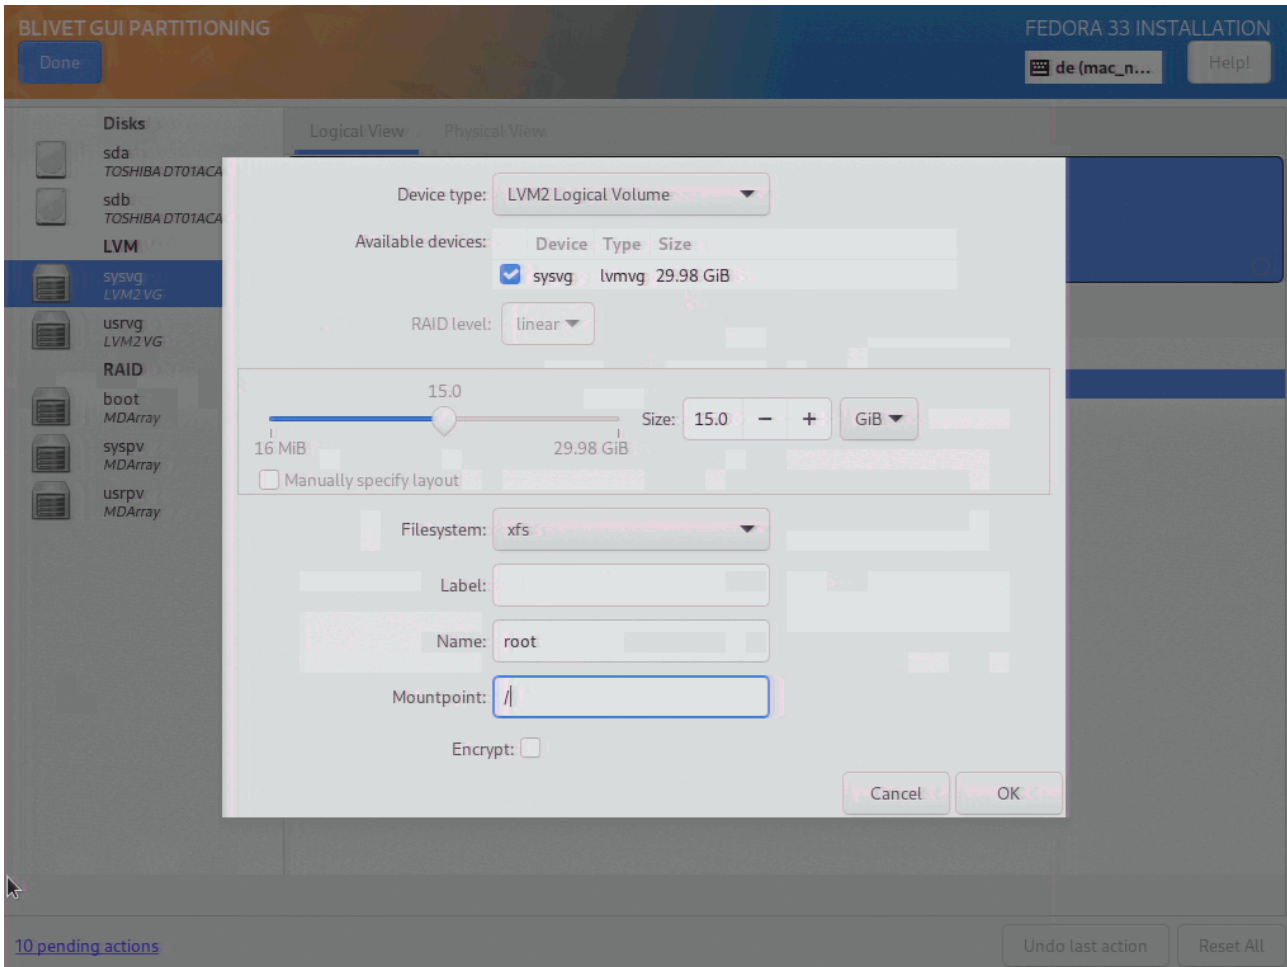 BLIVET GUI PARTITIONING
FEDORA 33 INSTALLATION
Done
de (mac_n...
Help!
Disks
sda
TOSHIBA DT01ACA
sdb
TOSHIBA DT01ACA
LVM
sysvg
LVM2 VG
usrvg
LVM2 VG
RAID
boot
MDArray
syspv
MDArray
usrpv
MDArray
Logical View
Physical View
Device type: LVM2 Logical Volume
Available devices:
Device Type Size
sysvg lvmvg 29.98 GiB
RAID level: linear
15.0
16 MiB
29.98 GiB
Size: 15.0 − + GiB
Manually specify layout
Filesystem: xfs
Label:
Name: root
Mountpoint: /
Encrypt:
Cancel
OK
10 pending actions
Undo last action
Reset All